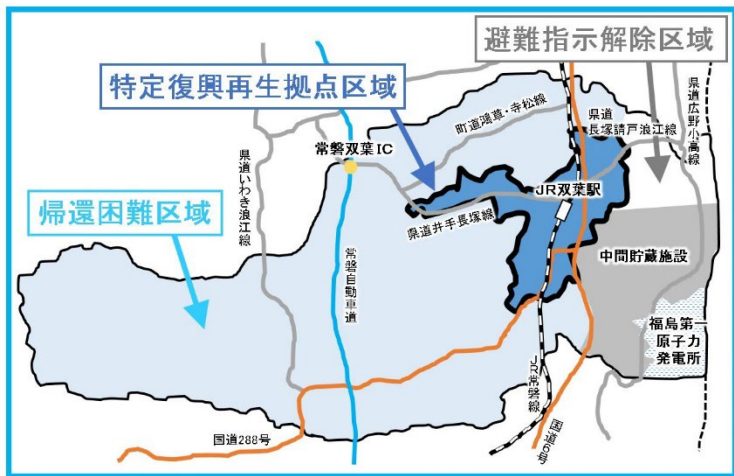 避難指示解除区域
特定復興再生拠点区域
帰還困難区域
町道鴻草・寺松線
県道
長塚請戸浪江線
県道広野小高線
常磐双葉IC
県道いわき浪江線
JR双葉駅
県道井手長塚線
常磐自動車道
中間貯蔵施設
福島第一
原子力
発電所
JR常磐線
国道6号
国道288号